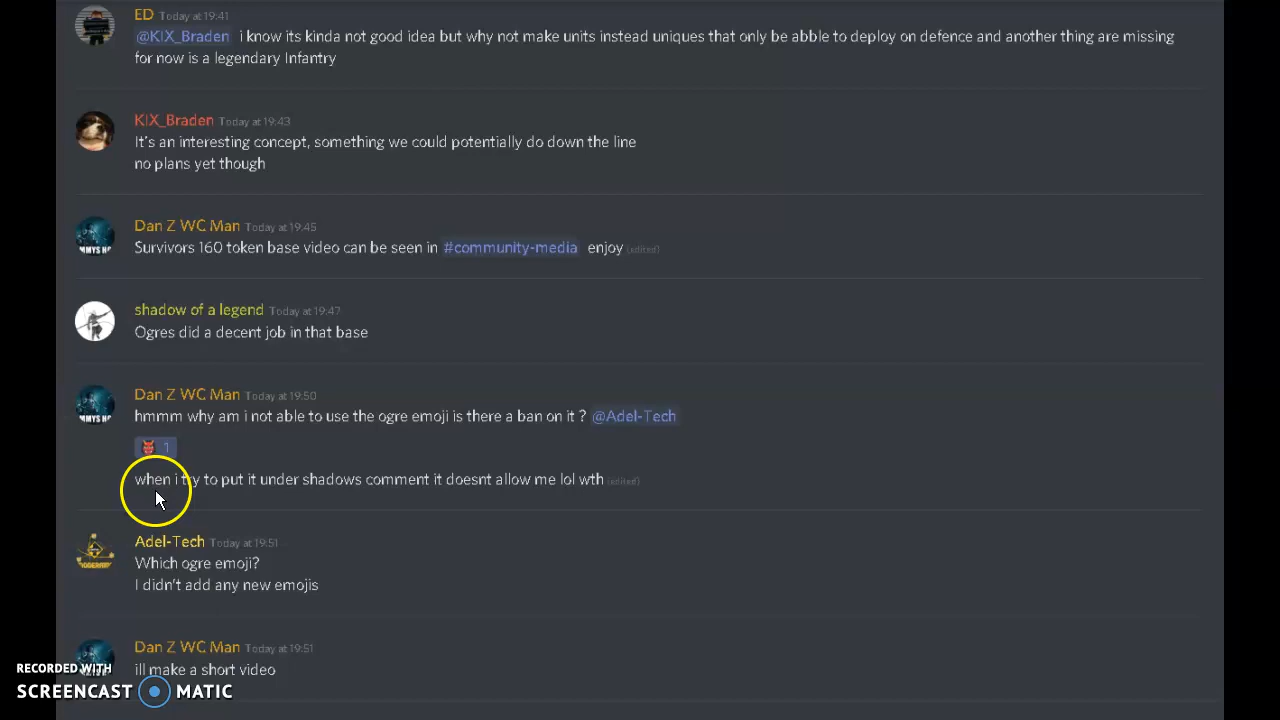 ED Today at 19:41
@KIX_Braden i know its kinda not good idea but why not make units instead uniques that only be abble to deploy on defence and another thing are missing
for now is a legendary Infantry
KIX_Braden Today at 19:43
It's an interesting concept, something we could potentially do down the line
no plans yet though
Dan Z WC Man Today at 19:45
Survivors 160 token base video can be seen in #community-media enjoy (edited)
shadow of a legend Today at 19:47
Ogres did a decent job in that base
Dan Z WC Man Today at 19:50
hmmm why am i not able to use the ogre emoji is there a ban on it ? @Adel-Tech
1
when i try to put it under shadows comment it doesnt allow me lol wth (edited)
Adel-Tech Today at 19:51
Which ogre emoji?
I didn't add any new emojis
Dan Z WC Man Today at 19:51
ill make a short video
RECORDED WITH
SCREENCAST MATIC